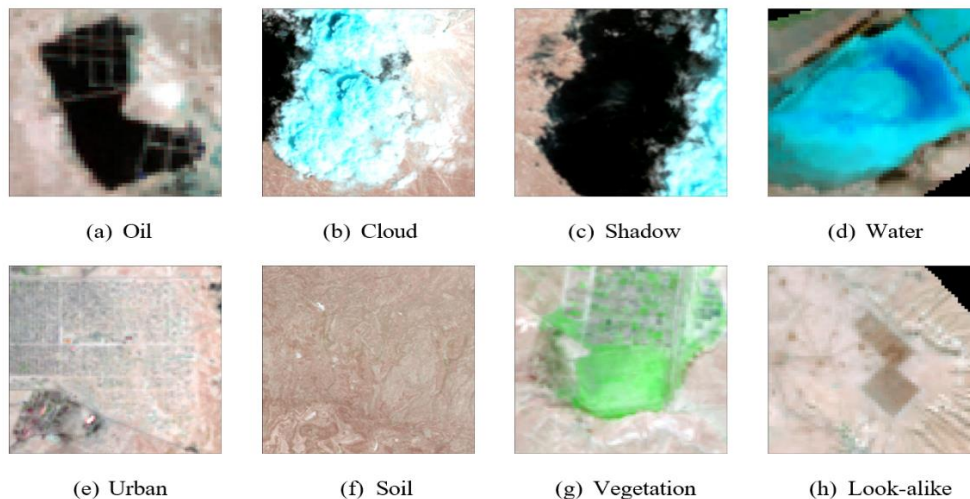 (a) Oil
(b) Cloud
(c) Shadow
(d) Water
(e) Urban
(f) Soil
(g) Vegetation
(h) Look-alike